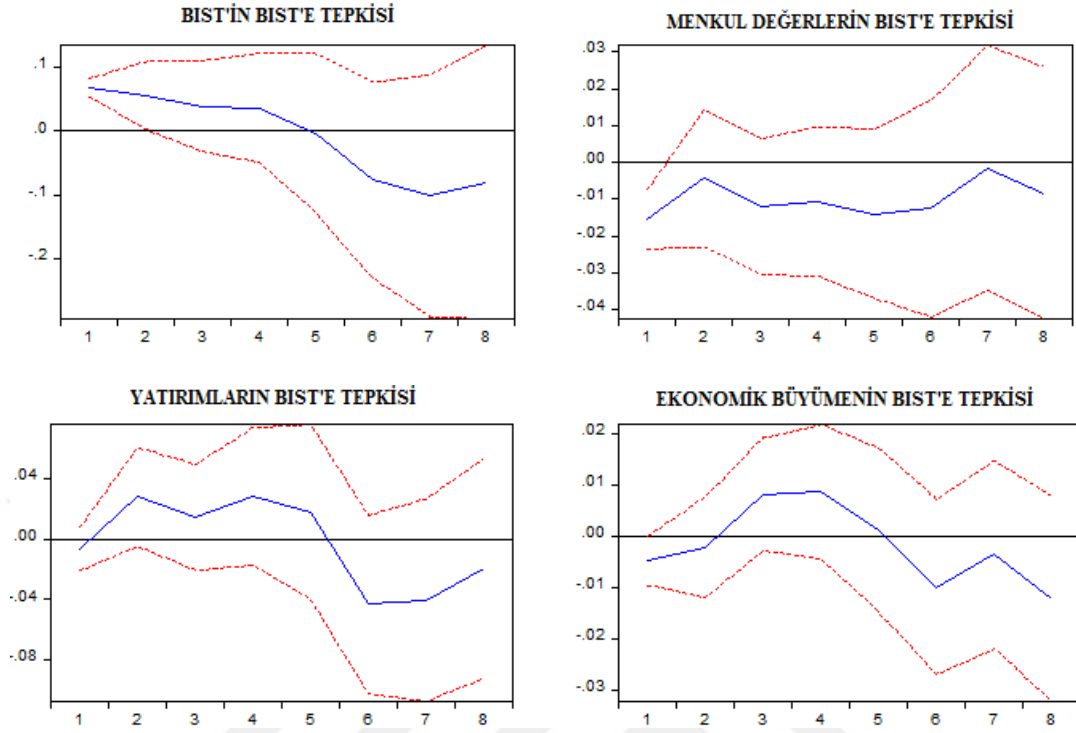 BIST'İN BIST'E TEPKİSİ
.1
.0
-.1
-.2
1 2 3 4 5 6 7 8
MENKUL DEĞERLERİN BIST'E TEPKİSİ
.03
.02
.01
.00
-.01
-.02
-.03
-.04
1 2 3 4 5 6 7 8
YATIRIMLARIN BIST'E TEPKİSİ
.04
.00
-.04
-.08
1 2 3 4 5 6 7 8
EKONOMİK BÜYÜMENİN BIST'E TEPKİSİ
.02
.01
.00
-.01
-.02
-.03
1 2 3 4 5 6 7 8